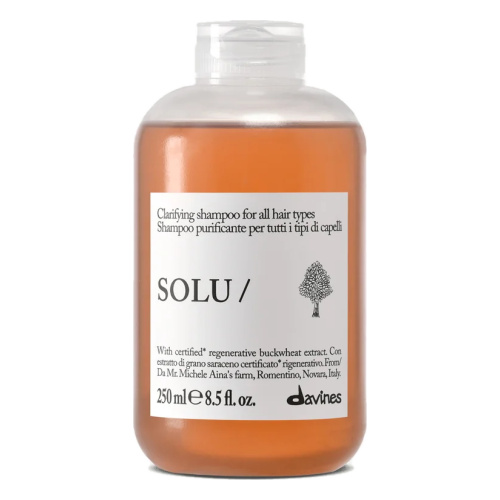 Clarifying shampoo for all hair types
Shampoo purificante per tutti i tipi di capelli
SOLU /
With certified* regenerative buckwheat extract. Con
estratto di grano saraceno certificato* rigenerativo. From/
Da Mr. Michele Aina's farm, Romentino, Novara, Italy.
250 ml ℮ 8.5 fl. oz.
davines